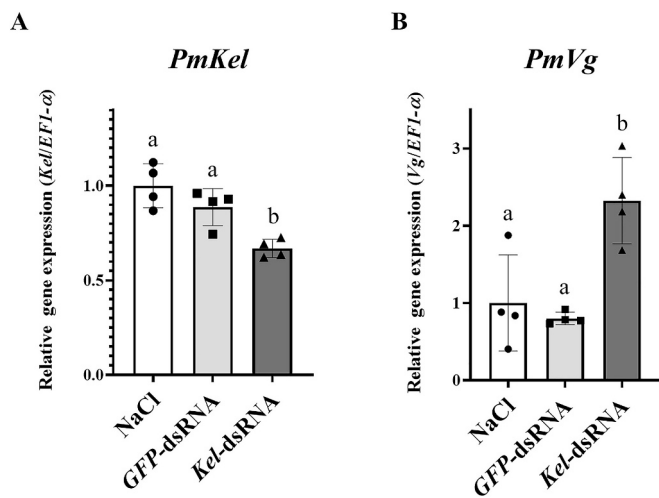 A
PmKel
Relative gene expression (Kel/EF1-α)
1.0
0.5
0.0
a
a
b
NaCl
GFP-dsRNA
Kel-dsRNA
B
PmVg
Relative gene expression (Vg/EF1-α)
3
2
1
0
a
a
b
NaCl
GFP-dsRNA
Kel-dsRNA